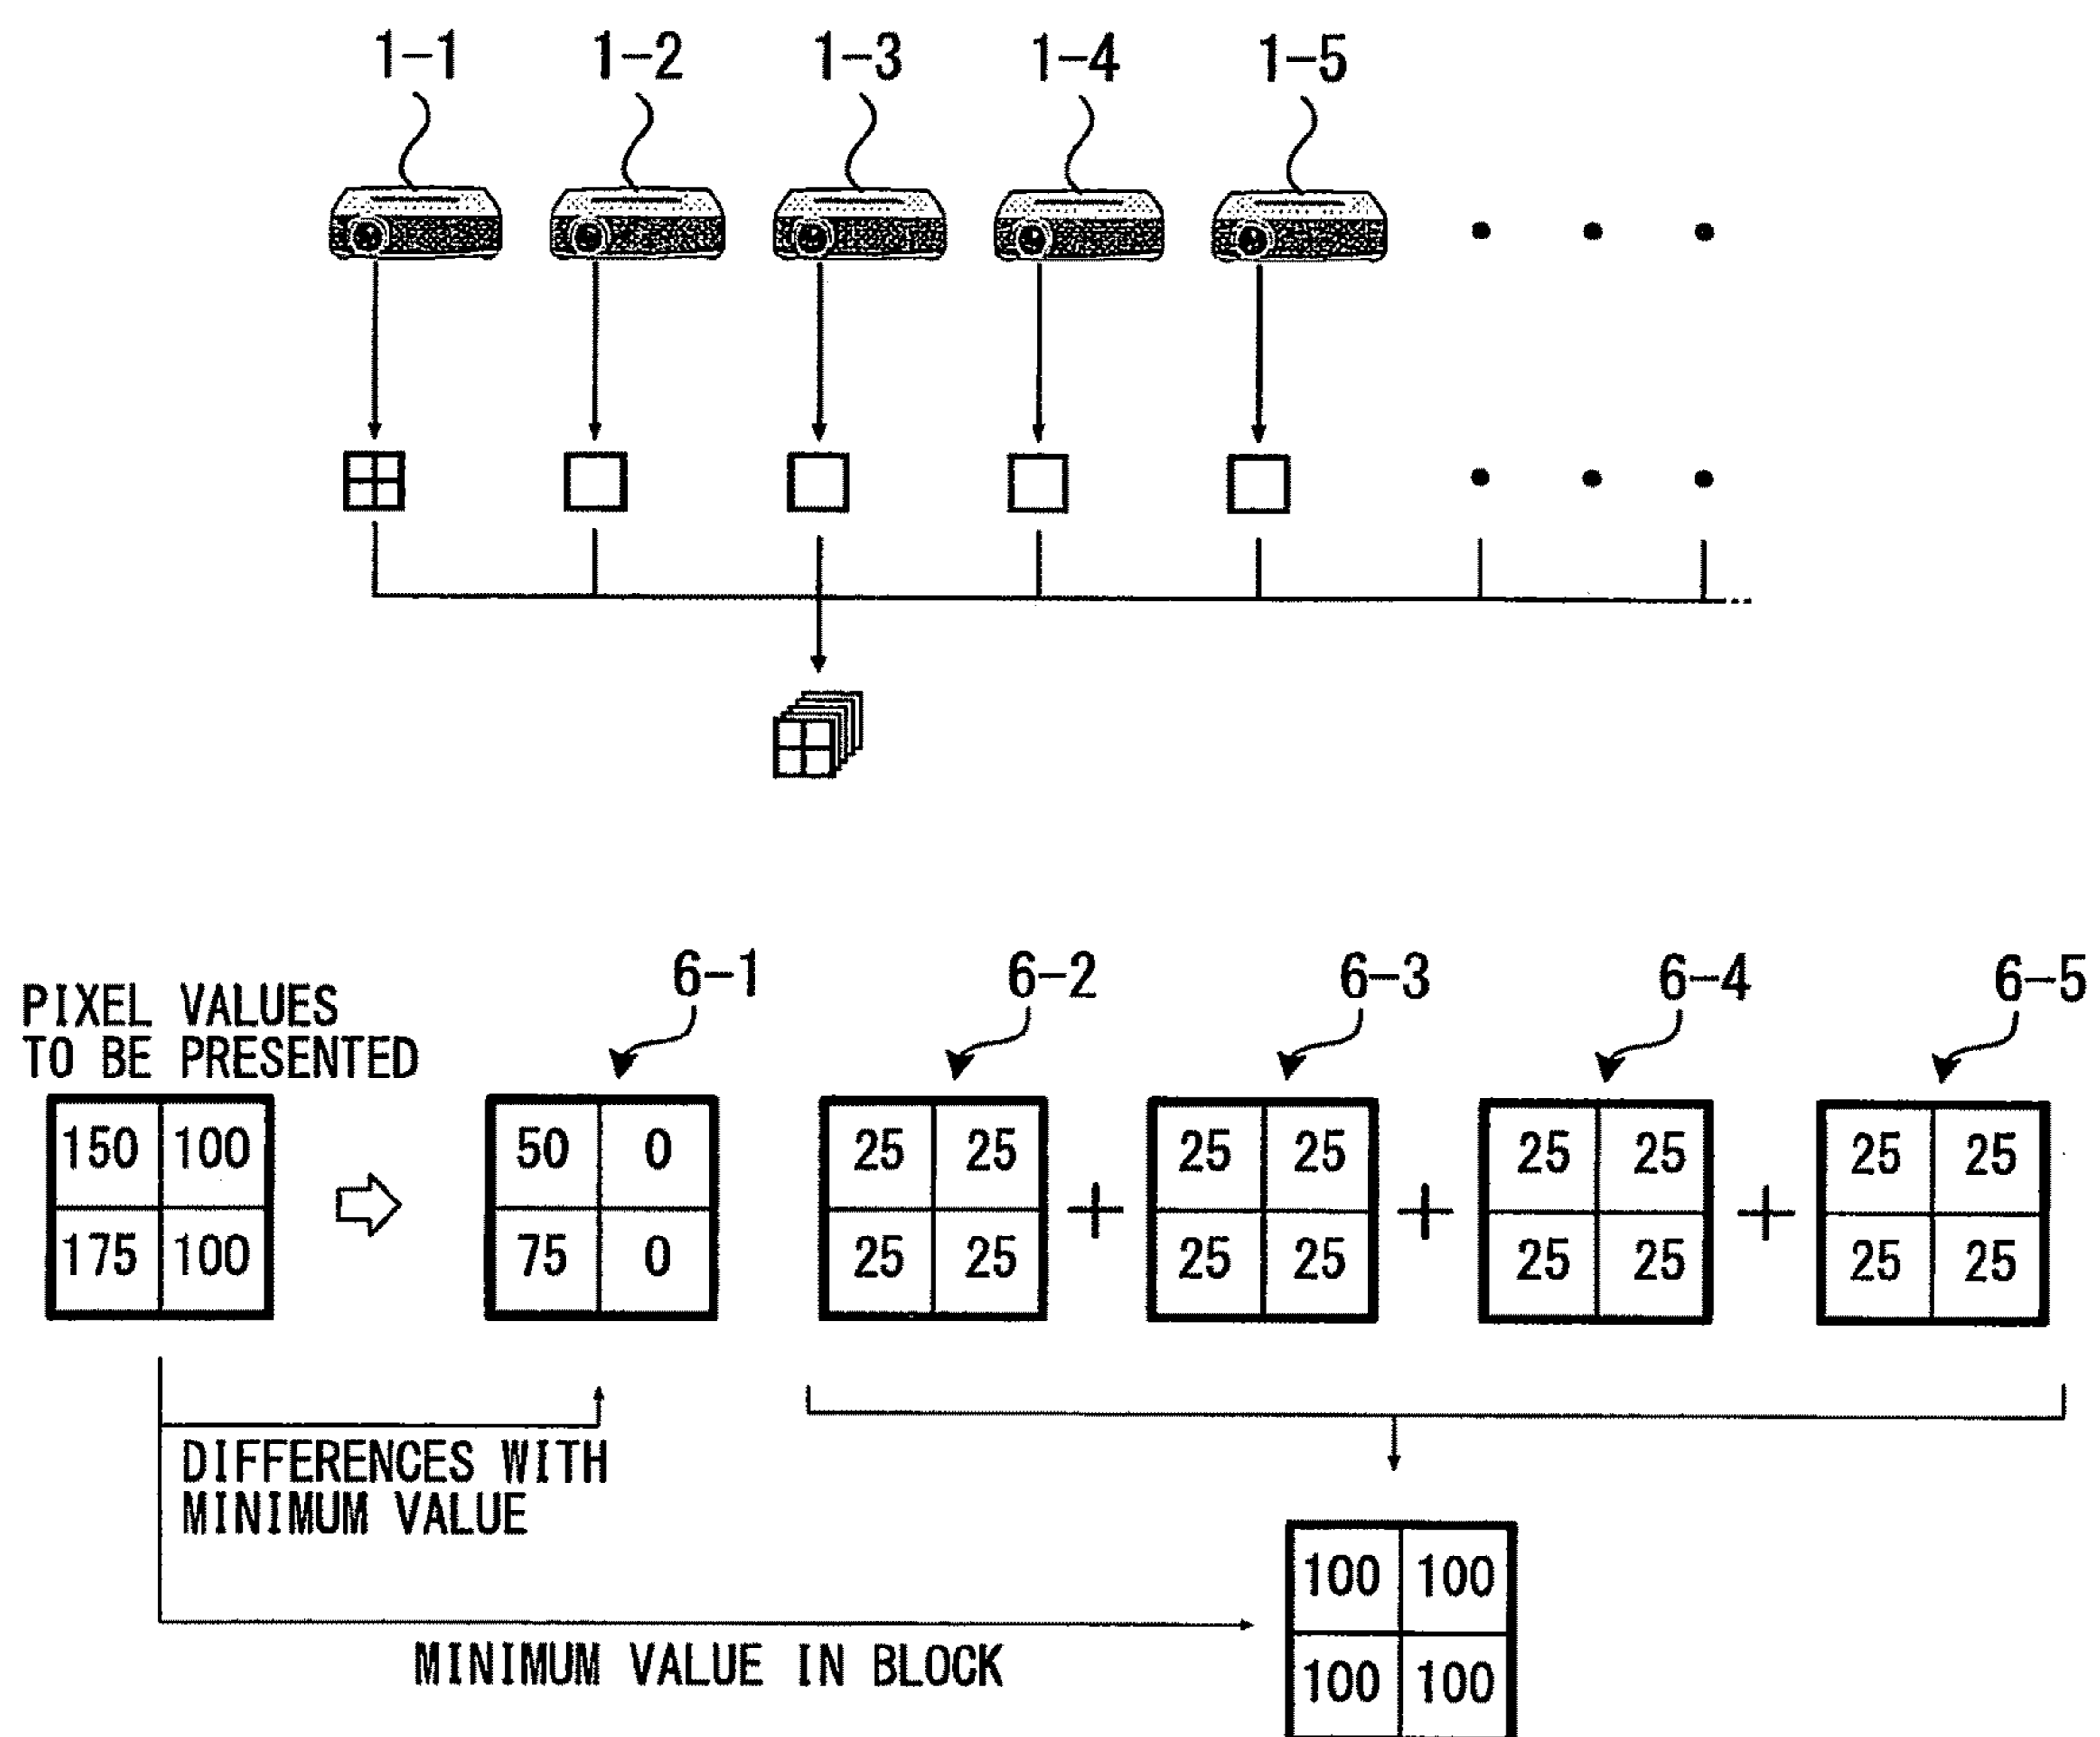 1-1 1-2 1-3 1-4 1-5
6-1 6-2 6-3 6-4 6-5
PIXEL VALUES
TO BE PRESENTED
150 100 50 0 25 25 + 25 25 + 25 25 + 25 25
175 100 75 0 25 25 25 25 25 25 25 25
DIFFERENCES WITH
MINIMUM VALUE
100 100
MINIMUM VALUE IN BLOCK
100 100